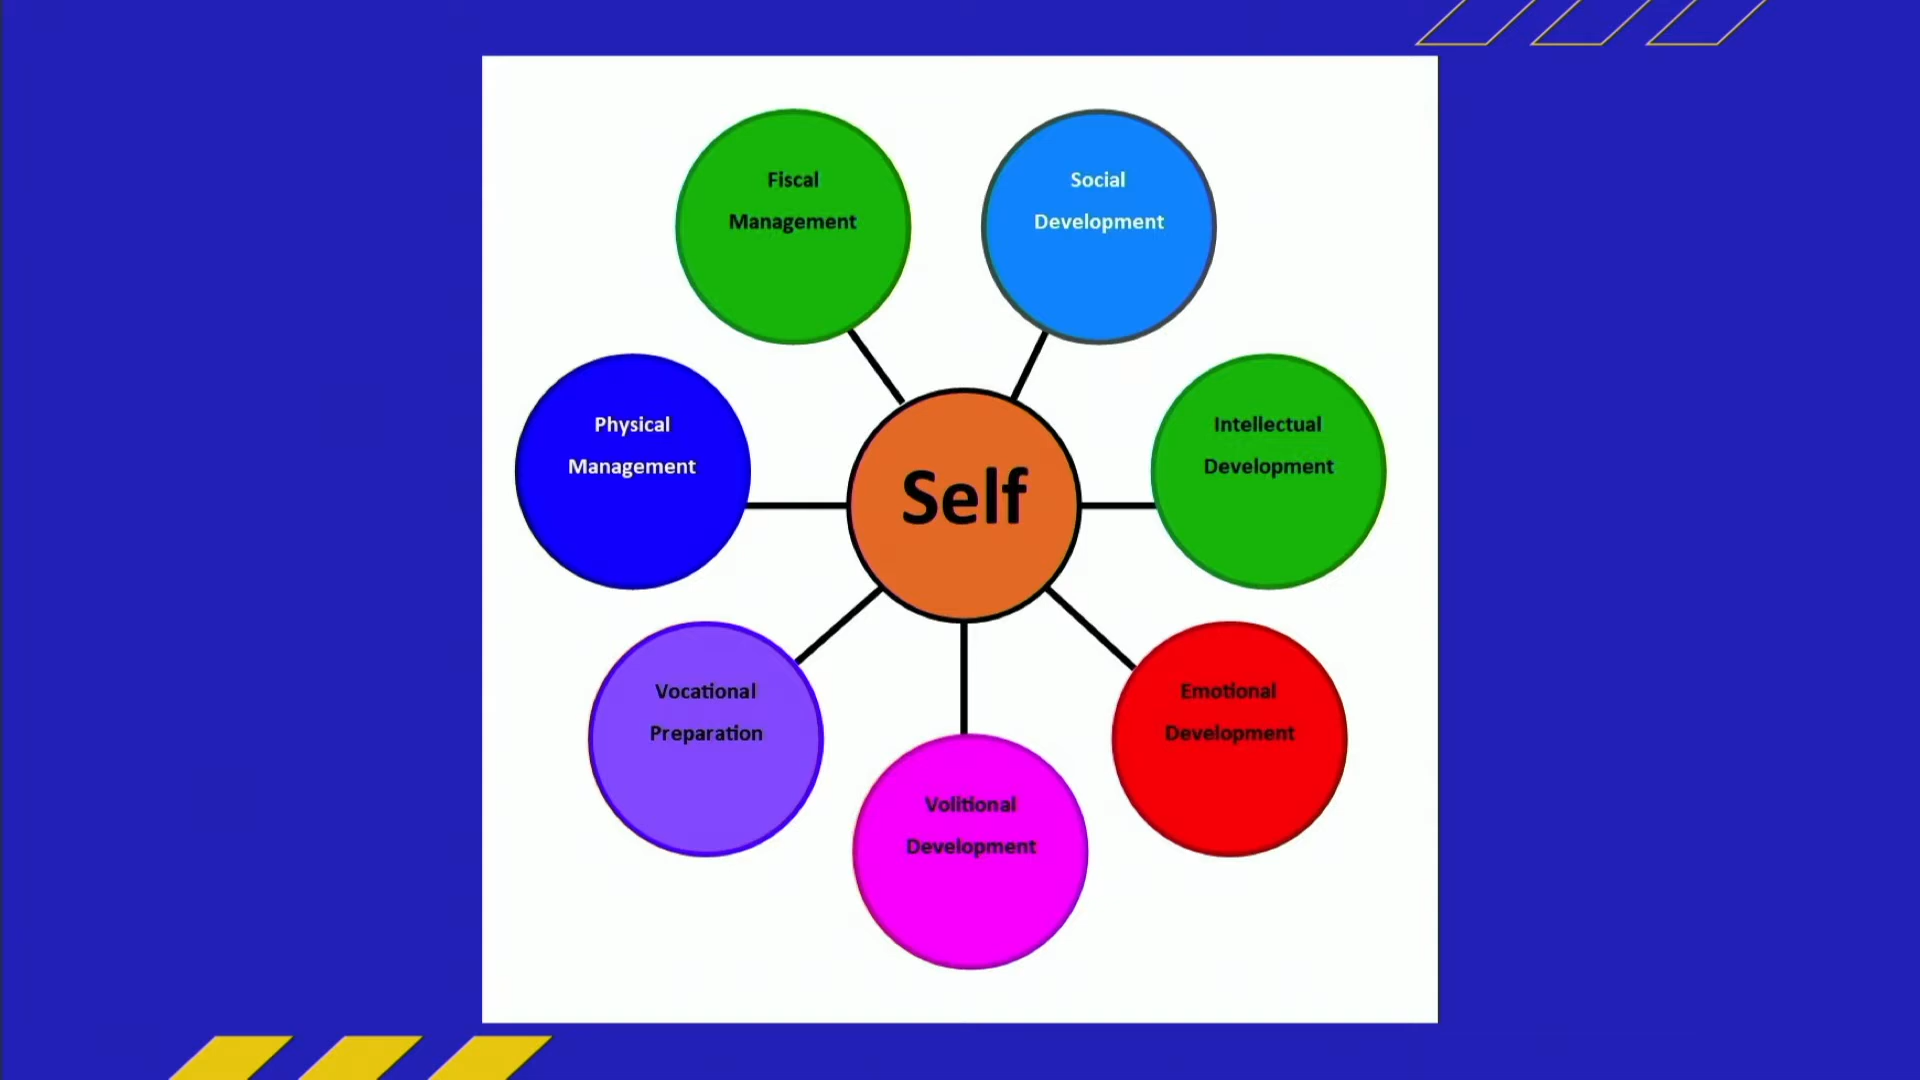 Fiscal
Management
Social
Development
Physical
Management
Intellectual
Development
Self
Vocational
Preparation
Emotional
Development
Volitional
Development